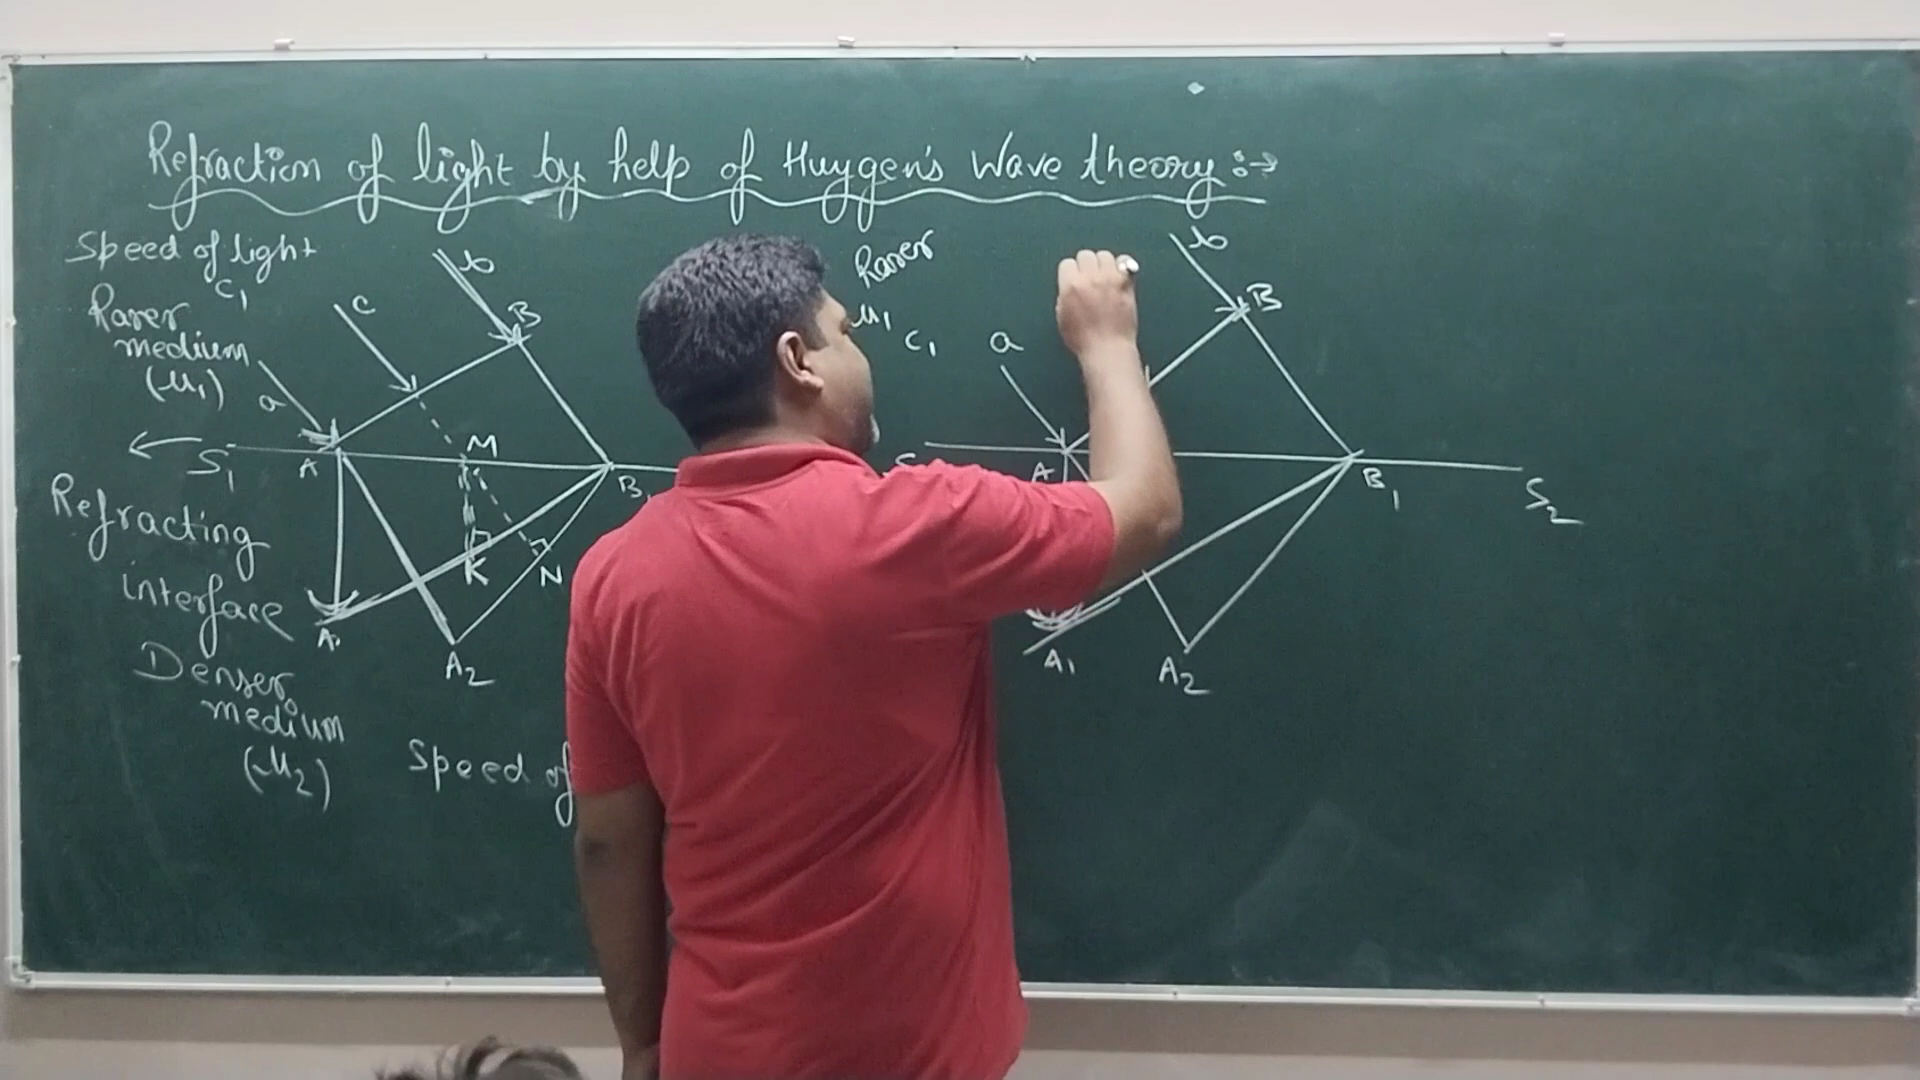 Refraction of light by help of Huygen's Wave theory :→
Speed of light
C₁
Rarer
medium
(μ₁)
a
c
b
B
S₁
A
M
B₁
K
N
A₁
A₂
Refracting
interface
Denser
medium
(μ₂)
Speed of
Rarer
μ₁
C₁
a
b
B
A
B₁
S₂
A₁
A₂